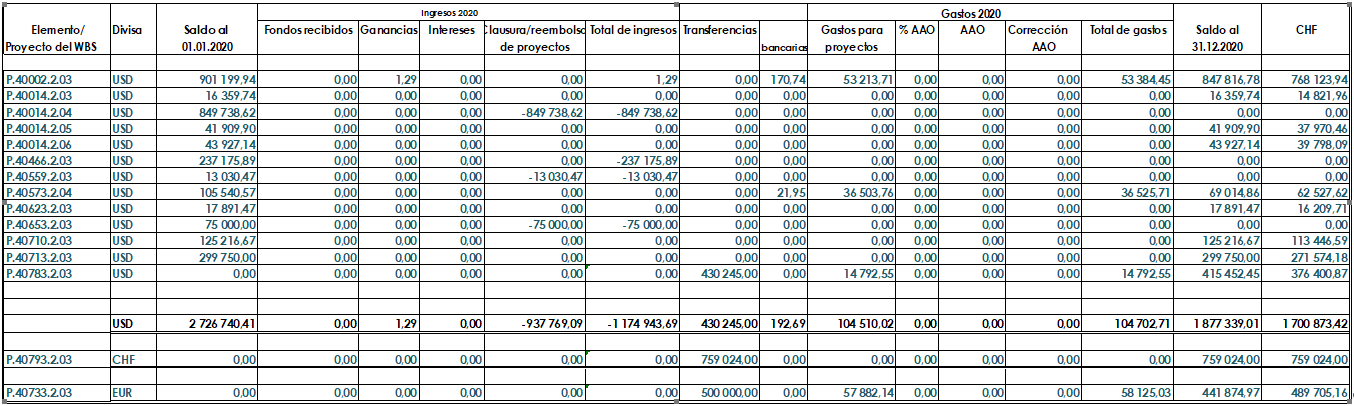 Ingresos 2020 Gastos 2020
Elemento/ Divisa Saldo al Fondos recibidos Ganancias Intereses Clausura/reembolso Total de ingresos Transferencias Gastos para % AAO AAO Corrección Total de gastos Saldo al CHF
Proyecto del WBS 01.01.2020 de proyectos bancarias proyectos AAO 31.12.2020
P.40002.2.03 USD 901 199,94 0,00 1,29 0,00 0,00 1,29 0,00 170,74 53 213,71 0,00 0,00 0,00 53 384,45 847 816,78 768 123,94
P.40014.2.03 USD 16 359,74 0,00 0,00 0,00 0,00 0,00 0,00 0,00 0,00 0,00 0,00 0,00 0,00 16 359,74 14 821,96
P.40014.2.04 USD 849 738,62 0,00 0,00 0,00 -849 738,62 -849 738,62 0,00 0,00 0,00 0,00 0,00 0,00 0,00 0,00 0,00
P.40014.2.05 USD 41 909,90 0,00 0,00 0,00 0,00 0,00 0,00 0,00 0,00 0,00 0,00 0,00 0,00 41 909,90 37 970,46
P.40014.2.06 USD 43 927,14 0,00 0,00 0,00 0,00 0,00 0,00 0,00 0,00 0,00 0,00 0,00 0,00 43 927,14 39 798,09
P.40466.2.03 USD 237 175,89 0,00 0,00 0,00 0,00 -237 175,89 0,00 0,00 0,00 0,00 0,00 0,00 0,00 0,00 0,00
P.40559.2.03 USD 13 030,47 0,00 0,00 0,00 -13 030,47 -13 030,47 0,00 0,00 0,00 0,00 0,00 0,00 0,00 0,00 0,00
P.40573.2.04 USD 105 540,57 0,00 0,00 0,00 0,00 0,00 0,00 21,95 36 503,76 0,00 0,00 0,00 36 525,71 69 014,86 62 527,62
P.40623.2.03 USD 17 891,47 0,00 0,00 0,00 0,00 0,00 0,00 0,00 0,00 0,00 0,00 0,00 0,00 17 891,47 16 209,71
P.40653.2.03 USD 75 000,00 0,00 0,00 0,00 -75 000,00 -75 000,00 0,00 0,00 0,00 0,00 0,00 0,00 0,00 0,00 0,00
P.40710.2.03 USD 125 216,67 0,00 0,00 0,00 0,00 0,00 0,00 0,00 0,00 0,00 0,00 0,00 0,00 125 216,67 113 446,59
P.40713.2.03 USD 299 750,00 0,00 0,00 0,00 0,00 0,00 0,00 0,00 0,00 0,00 0,00 0,00 0,00 299 750,00 271 574,18
P.40783.2.03 USD 0,00 0,00 0,00 0,00 0,00 0,00 430 245,00 0,00 14 792,55 0,00 0,00 0,00 14 792,55 415 452,45 376 400,87
USD 2 726 740,41 0,00 1,29 0,00 -937 769,09 -1 174 943,69 430 245,00 192,69 104 510,02 0,00 0,00 0,00 104 702,71 1 877 339,01 1 700 873,42
P.40793.2.03 CHF 0,00 0,00 0,00 0,00 0,00 0,00 759 024,00 0,00 0,00 0,00 0,00 0,00 0,00 759 024,00 759 024,00
P.40733.2.03 EUR 0,00 0,00 0,00 0,00 0,00 0,00 500 000,00 0,00 57 882,14 0,00 0,00 0,00 58 125,03 441 874,97 489 705,16